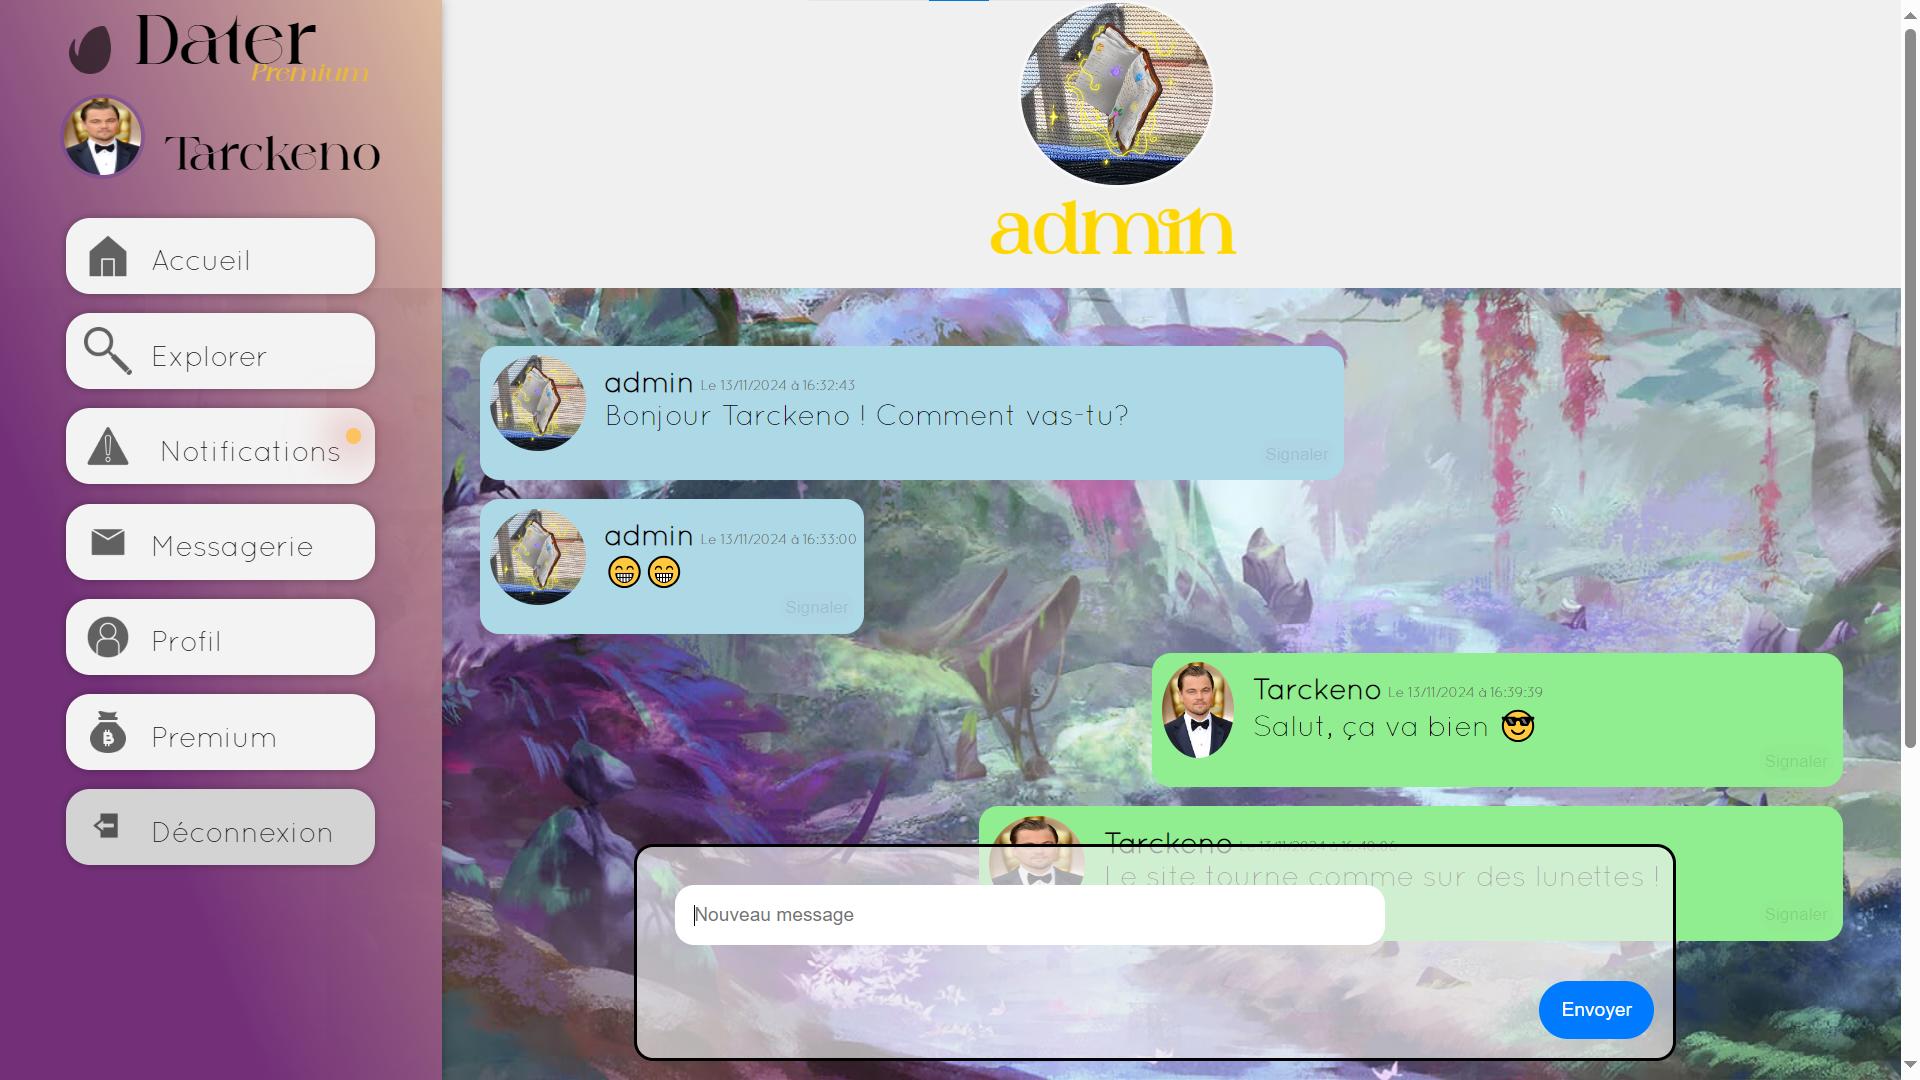 Dater
Premium
Tarckeno
Accueil
Explorer
Notifications
Messagerie
Profil
Premium
Déconnexion
admin
admin Le 13/11/2024 à 16:32:43
Bonjour Tarckeno ! Comment vas-tu?
Signaler
admin Le 13/11/2024 à 16:33:00
😁😁
Signaler
Tarckeno Le 13/11/2024 à 16:39:39
Salut, ça va bien 😎
Signaler
Tarckeno Le 13/11/2024 à
Le site tourne comme sur des lunettes !
Signaler
Nouveau message
Envoyer